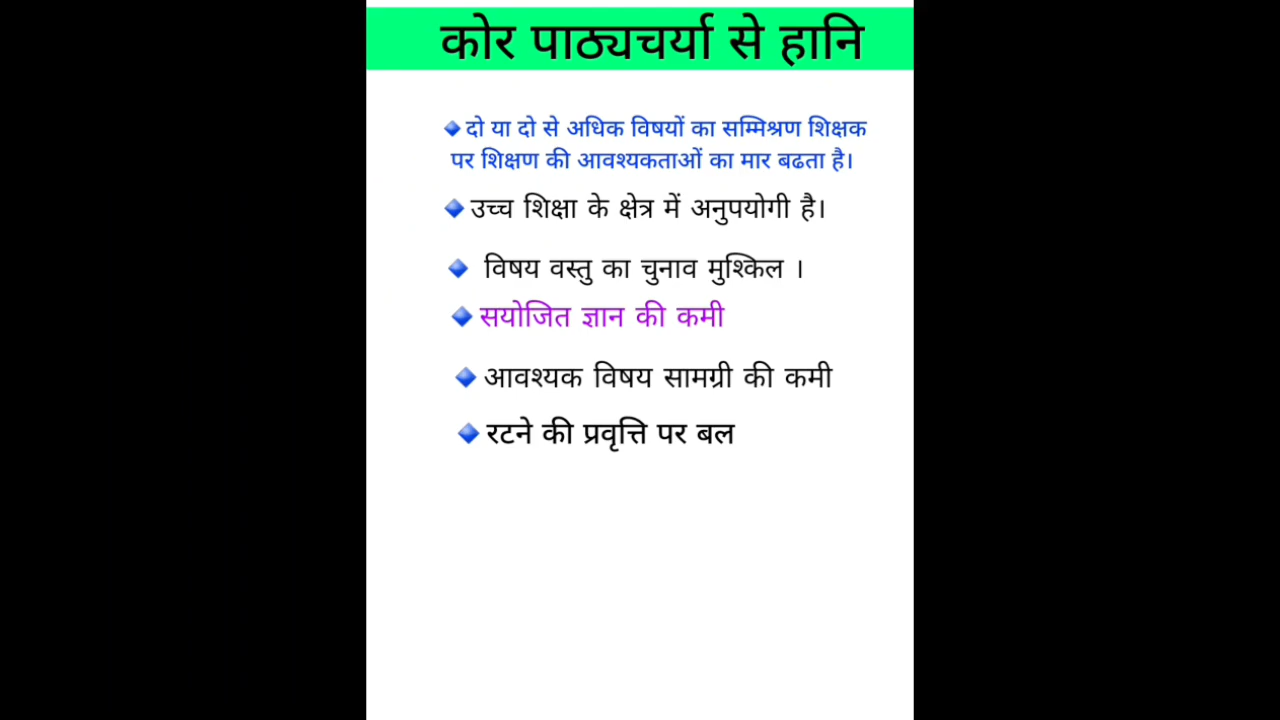 कोर पाठ्यचर्या से हानि
दो या दो से अधिक विषयों का सम्मिश्रण शिक्षक
पर शिक्षण की आवश्यकताओं का मार बढता है।
उच्च शिक्षा के क्षेत्र में अनुपयोगी है।
विषय वस्तु का चुनाव मुश्किल ।
सयोजित ज्ञान की कमी
आवश्यक विषय सामग्री की कमी
रटने की प्रवृत्ति पर बल